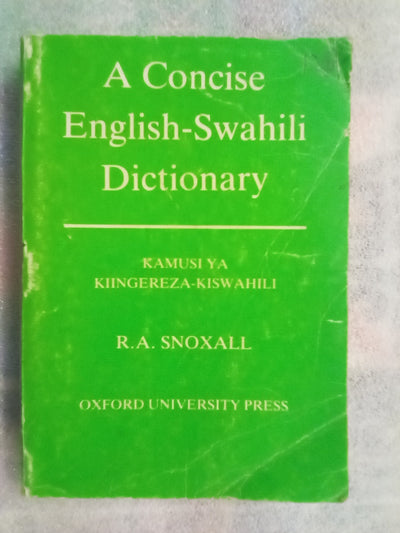 A Concise
English-Swahili
Dictionary
KAMUSI YA
KIINGEREZA-KISWAHILI
R.A. SNOXALL
OXFORD UNIVERSITY PRESS